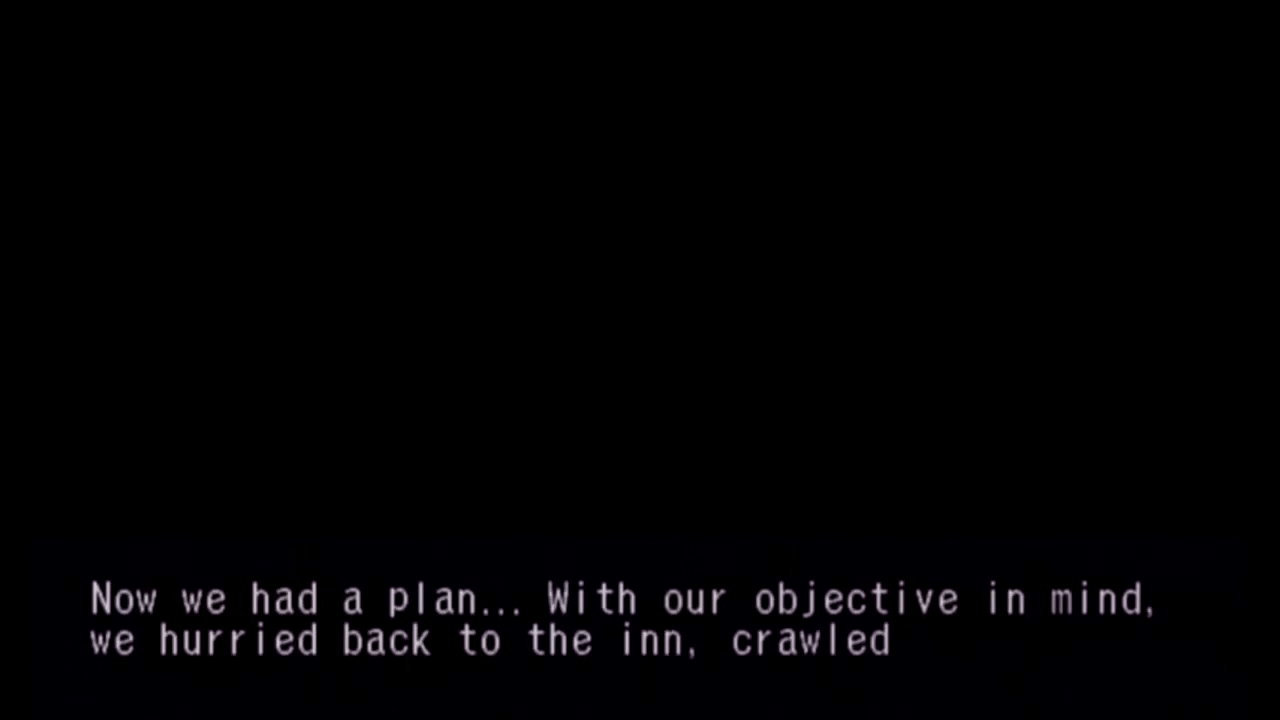 Now we had a plan... With our objective in mind,
we hurried back to the inn, crawled